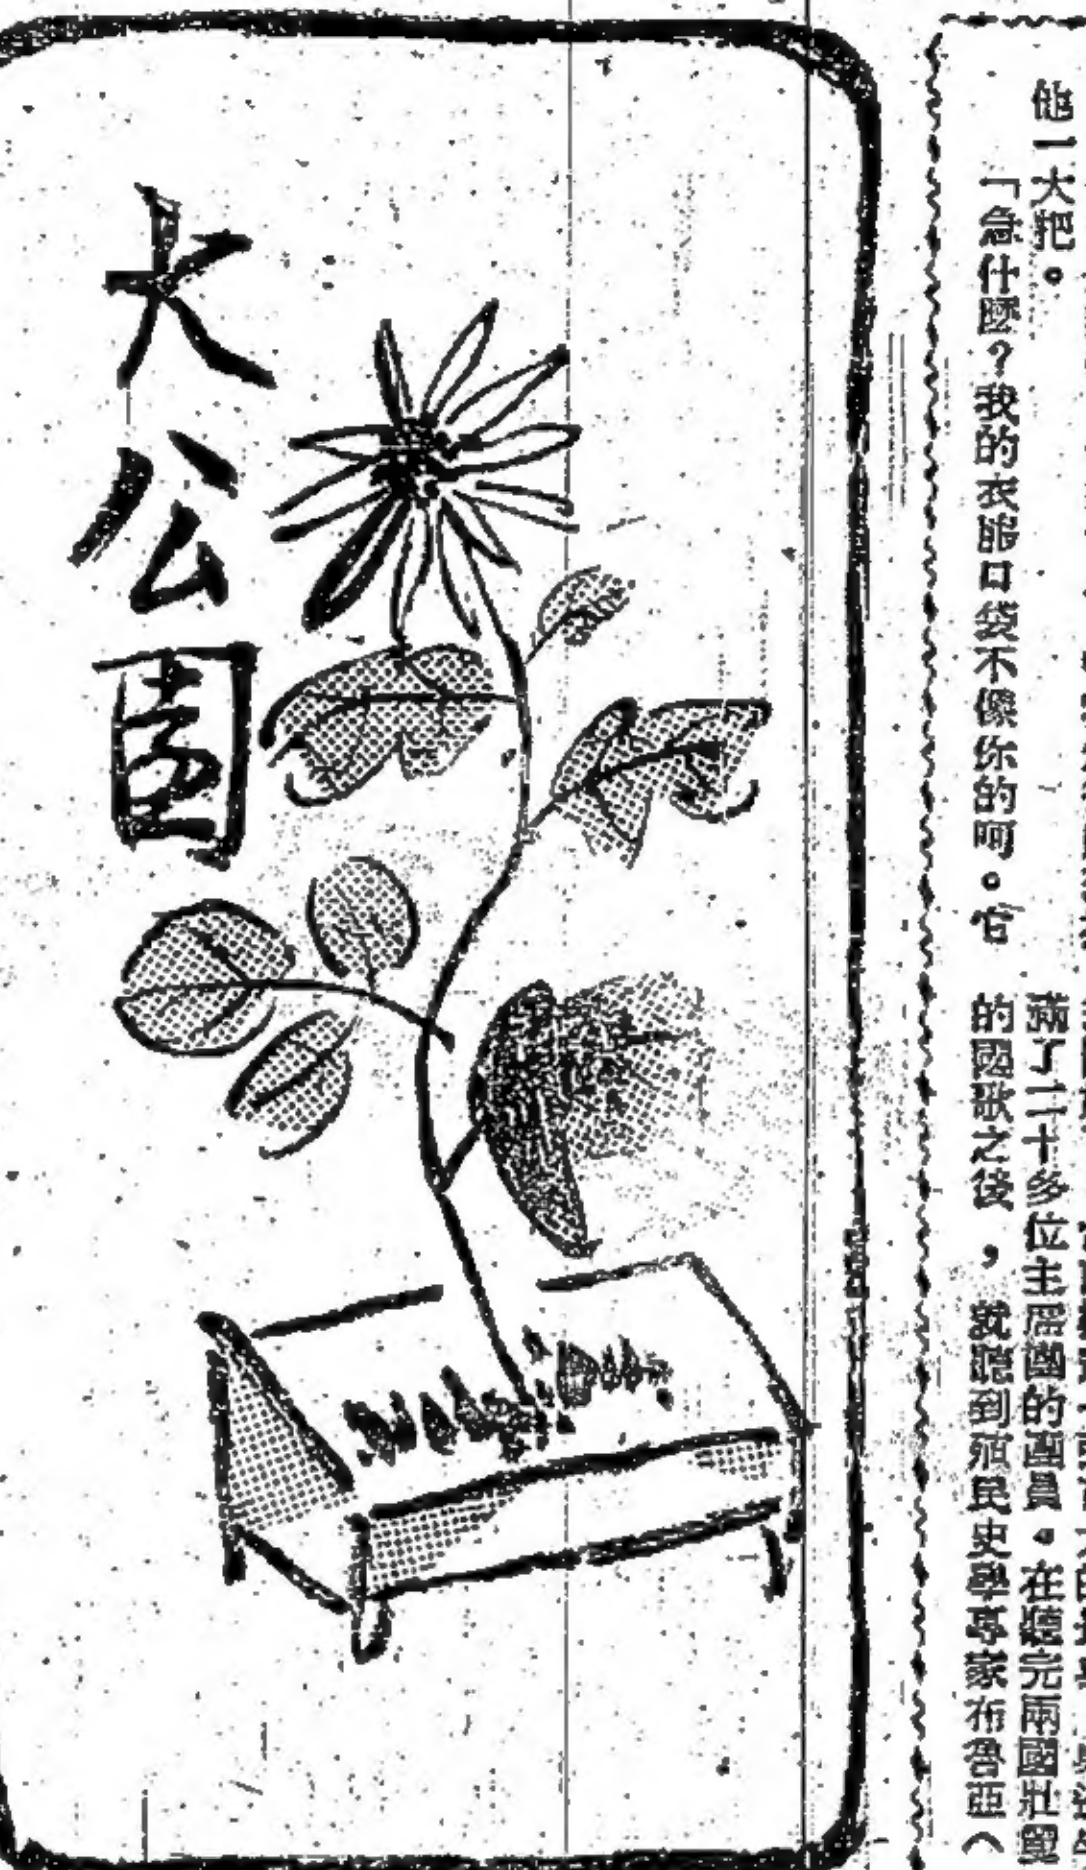 他一大把。
「急什麼？我的衣服口袋不像你的呵。它
滿了二十多位主席團的團員。在聽完兩國壯麗
的國歌之後，就聽到殖民史學專家布魯亞（
大公園